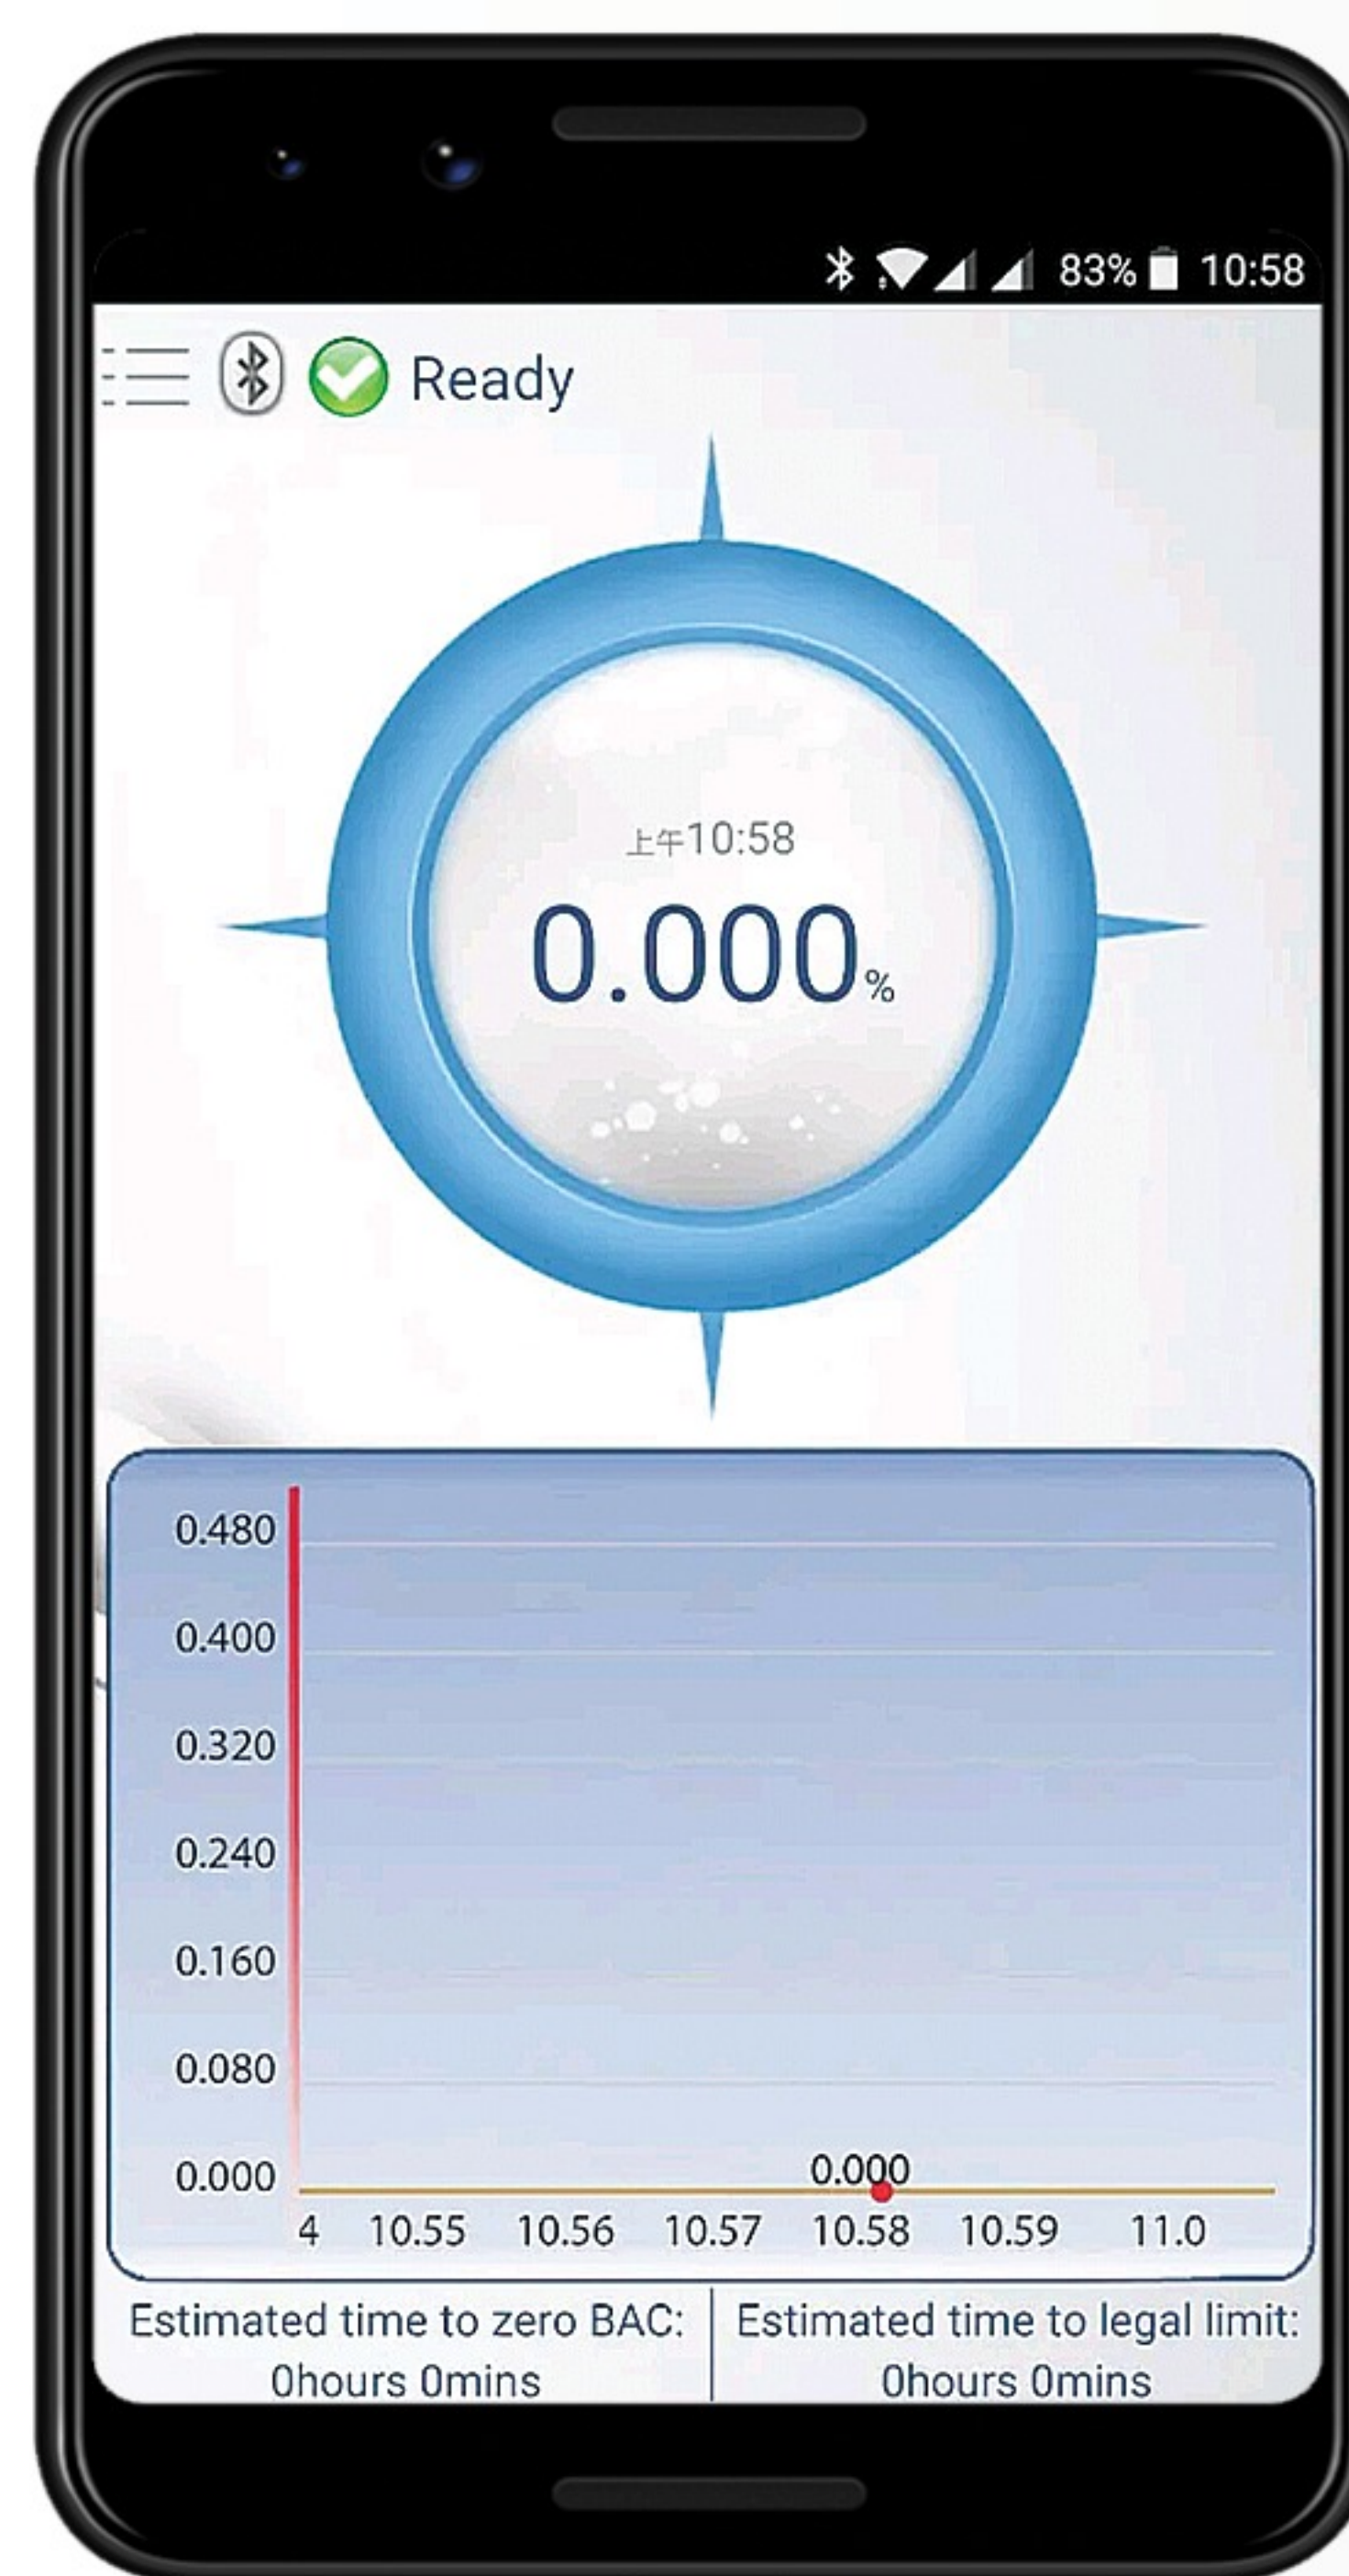 83% 10:58
Ready
上午10:58
0.000%
0.480
0.400
0.320
0.240
0.160
0.080
0.000
0.000
4 10.55 10.56 10.57 10.58 10.59 11.0
Estimated time to zero BAC:
0hours 0mins
Estimated time to legal limit:
0hours 0mins